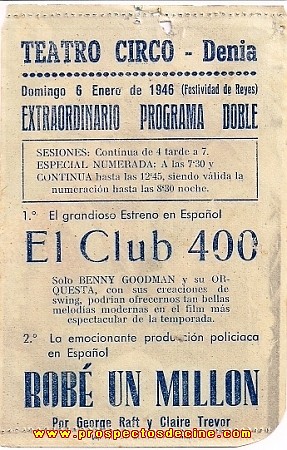 TEATRO CIRCO - Denia
Domingo 6 Enero de 1946 (Festividad de Reyes)
EXTRAORDINARIO PROGRAMA DOBLE
SESIONES: Contínua de 4 tarde a 7.
ESPECIAL NUMERADA: A las 7'30 y
CONTINUA hasta las 12'45, siendo válida la
numeración hasta las 8'30 noche.
1.º El grandioso Estreno en Español
El Club 400
Solo BENNY GOODMAN y su OR-
QUESTA, con sus creaciones de
swing, podrían ofrecernos tan bellas
melodías modernas en el film más
espectacular de la temporada.
2.º La emocionante producción policiaca
en Español
ROBÉ UN MILLON
Por George Raft y Claire Trevor
www.prospectosdecine.com